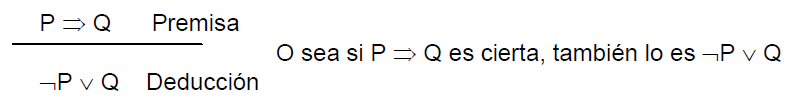 P ⇒ Q Premisa
O sea si P ⇒ Q es cierta, también lo es ¬P ∨ Q
¬P ∨ Q Deducción